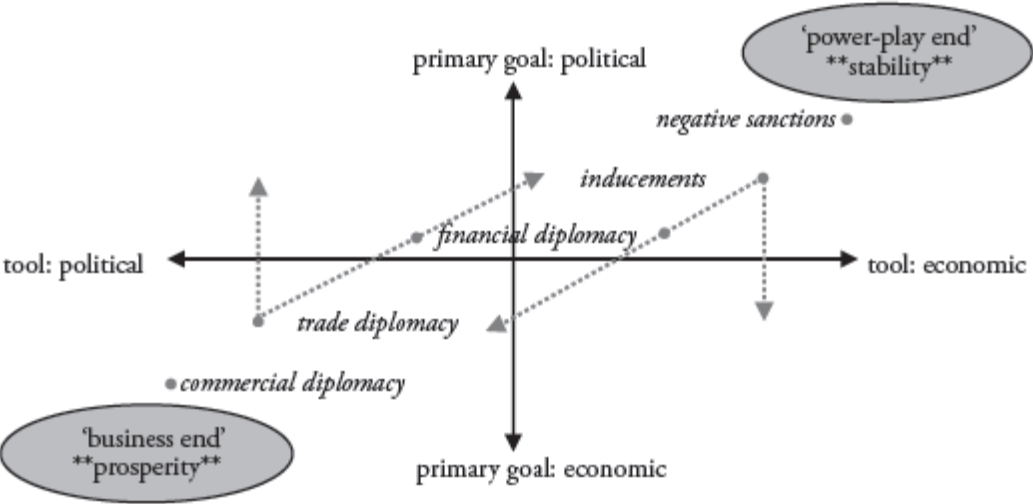 ‘power-play end’
**stability**
primary goal: political
negative sanctions
inducements
financial diplomacy
tool: political
tool: economic
trade diplomacy
commercial diplomacy
‘business end’
**prosperity**
primary goal: economic